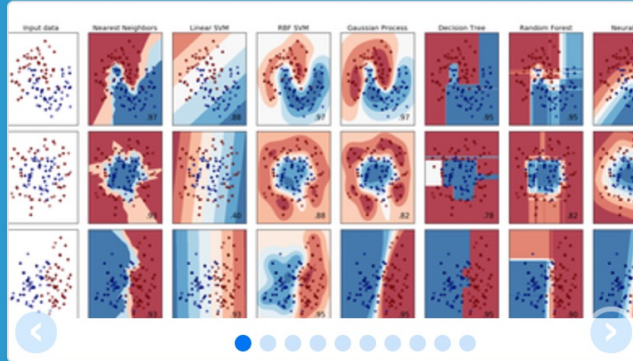 Input data Nearest Neighbors Linear SVM RBF SVM Gaussian Process Decision Tree Random Forest
.97 .88 .97 .97 .95 .95
.93 .40 .88 .82 .78 .82